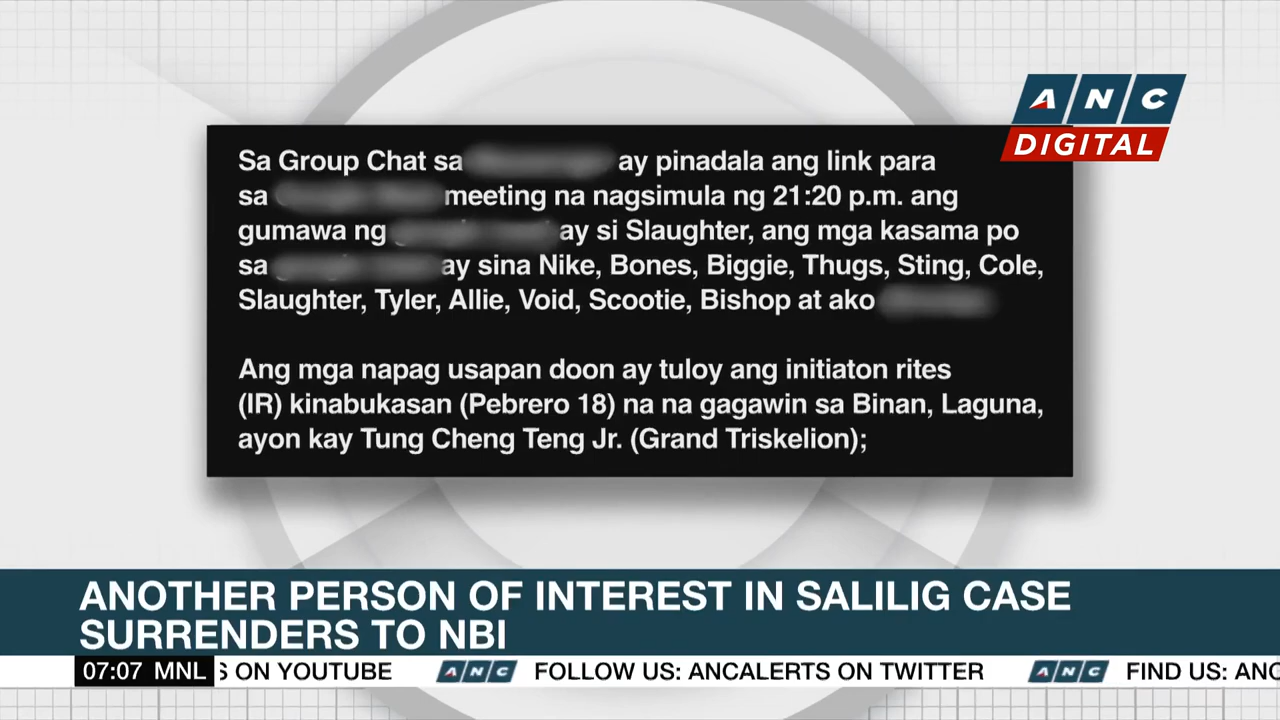 ANC
DIGITAL
Sa Group Chat sa ay pinadala ang link para
sa meeting na nagsimula ng 21:20 p.m. ang
gumawa ng ay si Slaughter, ang mga kasama po
sa ay sina Nike, Bones, Biggie, Thugs, Sting, Cole,
Slaughter, Tyler, Allie, Void, Scootie, Bishop at ako
Ang mga napag usapan doon ay tuloy ang initiaton rites
(IR) kinabukasan (Pebrero 18) na na gagawin sa Binan, Laguna,
ayon kay Tung Cheng Teng Jr. (Grand Triskelion);
ANOTHER PERSON OF INTEREST IN SALILIG CASE
SURRENDERS TO NBI
07:07 MNL S ON YOUTUBE ANC FOLLOW US: ANCALERTS ON TWITTER ANC FIND US: ANC